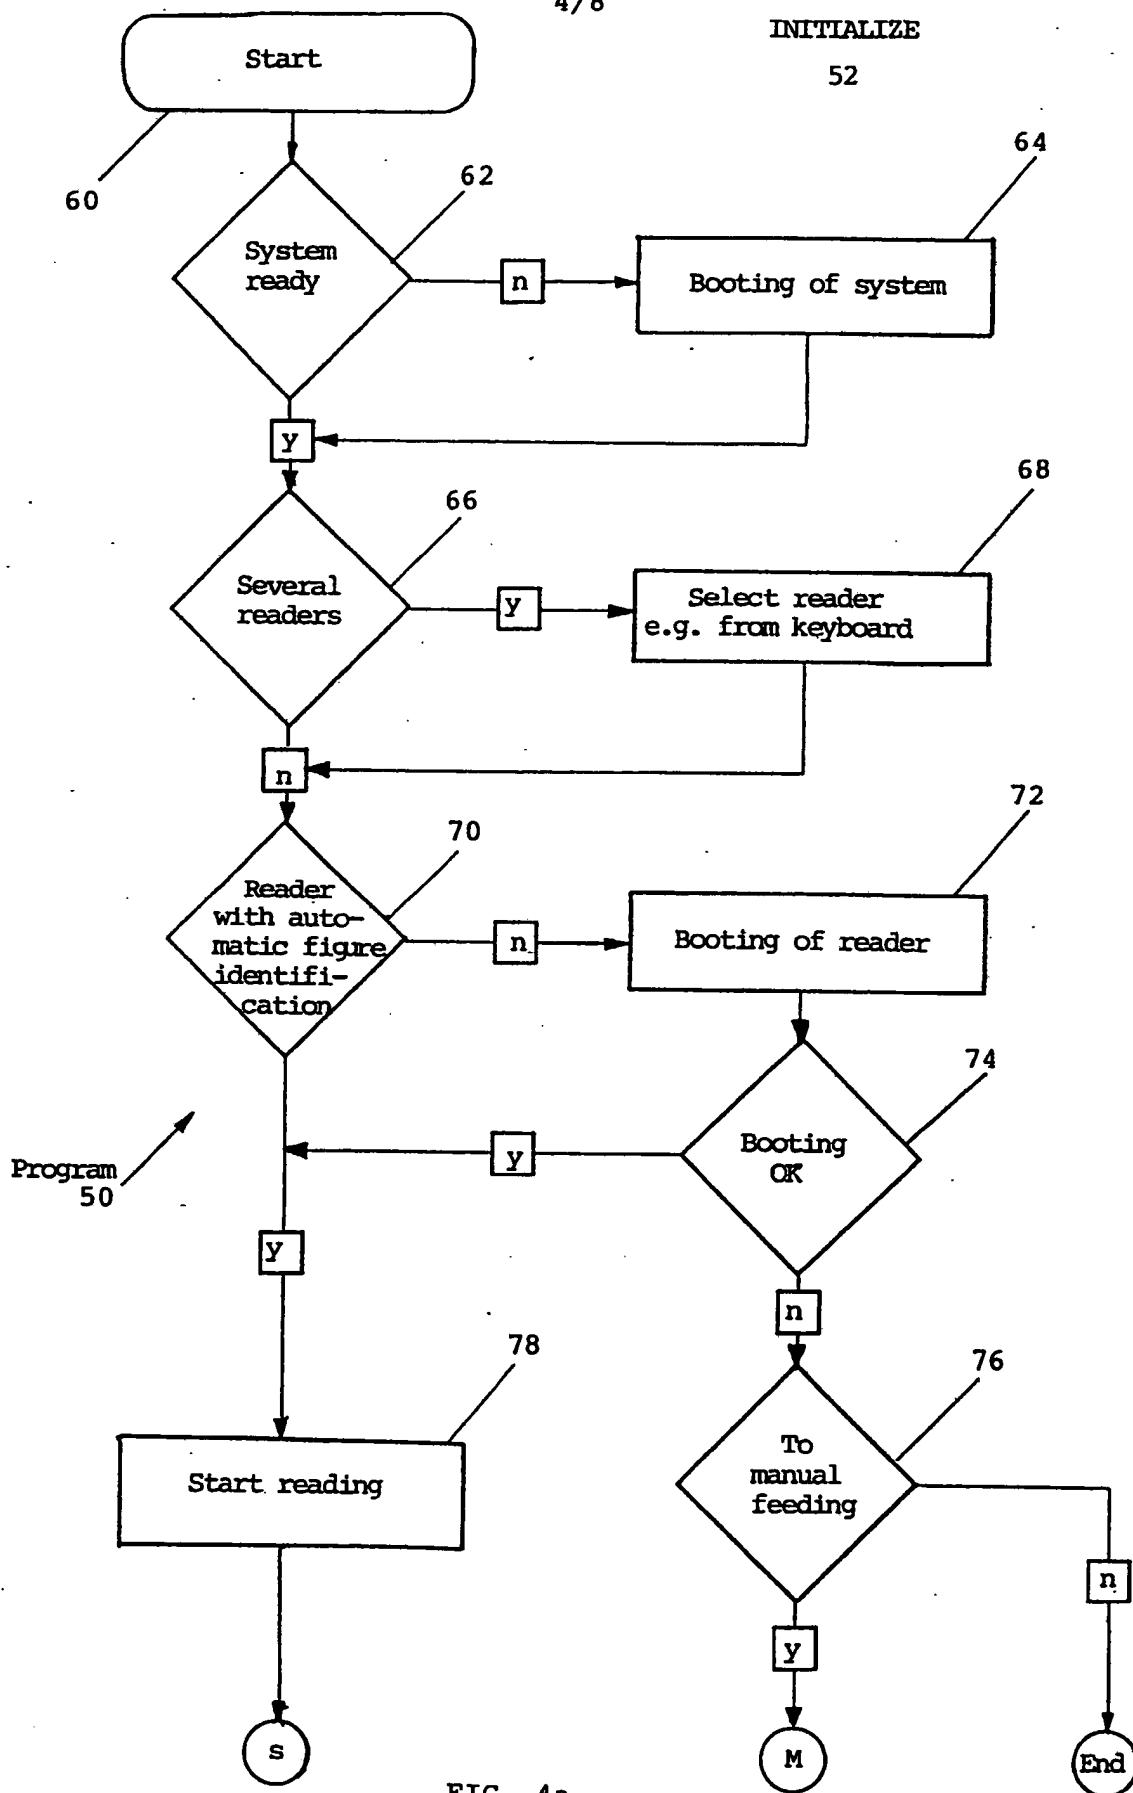 4/8
INITIALIZE
52
Start
60
62
64
System
ready
n
Booting of system
y
66
68
Several
readers
y
Select reader
e.g. from keyboard
n
70
72
Reader
with auto-
matic figure
identifi-
cation
n
Booting of reader
74
Booting
OK
y
Program
50
y
n
78
76
Start reading
To
manual
feeding
n
y
s
M
End